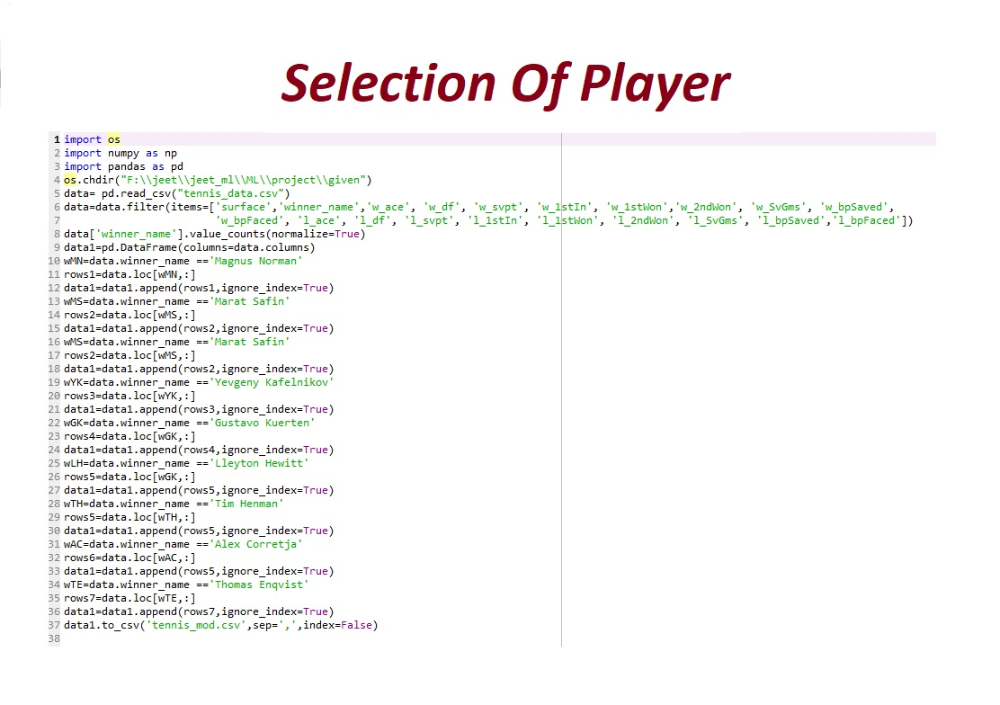 Selection Of Player
1 import os
2 import numpy as np
3 import pandas as pd
4 os.chdir("F:\\jeet\\jeet_ml\\ML\\project\\given")
5 data= pd.read_csv("tennis_data.csv")
6 data=data.filter(items=['surface','winner_name','w_ace', 'w_df', 'w_svpt', 'w_1stIn', 'w_1stWon','w_2ndWon', 'w_SvGms', 'w_bpSaved',
7 'w_bpFaced', 'l_ace', 'l_df', 'l_svpt', 'l_1stIn', 'l_1stWon', 'l_2ndWon', 'l_SvGms', 'l_bpSaved','l_bpFaced'])
8 data['winner_name'].value_counts(normalize=True)
9 data1=pd.DataFrame(columns=data.columns)
10 wMN=data.winner_name =='Magnus Norman'
11 rows1=data.loc[wMN,:]
12 data1=data1.append(rows1,ignore_index=True)
13 wMS=data.winner_name =='Marat Safin'
14 rows2=data.loc[wMS,:]
15 data1=data1.append(rows2,ignore_index=True)
16 wMS=data.winner_name =='Marat Safin'
17 rows2=data.loc[wMS,:]
18 data1=data1.append(rows2,ignore_index=True)
19 wYK=data.winner_name =='Yevgeny Kafelnikov'
20 rows3=data.loc[wYK,:]
21 data1=data1.append(rows3,ignore_index=True)
22 wGK=data.winner_name =='Gustavo Kuerten'
23 rows4=data.loc[wGK,:]
24 data1=data1.append(rows4,ignore_index=True)
25 wLH=data.winner_name =='Lleyton Hewitt'
26 rows5=data.loc[wGK,:]
27 data1=data1.append(rows5,ignore_index=True)
28 wTH=data.winner_name =='Tim Henman'
29 rows5=data.loc[wTH,:]
30 data1=data1.append(rows5,ignore_index=True)
31 wAC=data.winner_name =='Alex Corretja'
32 rows6=data.loc[wAC,:]
33 data1=data1.append(rows5,ignore_index=True)
34 wTE=data.winner_name =='Thomas Enqvist'
35 rows7=data.loc[wTE,:]
36 data1=data1.append(rows7,ignore_index=True)
37 data1.to_csv('tennis_mod.csv',sep=',',index=False)
38